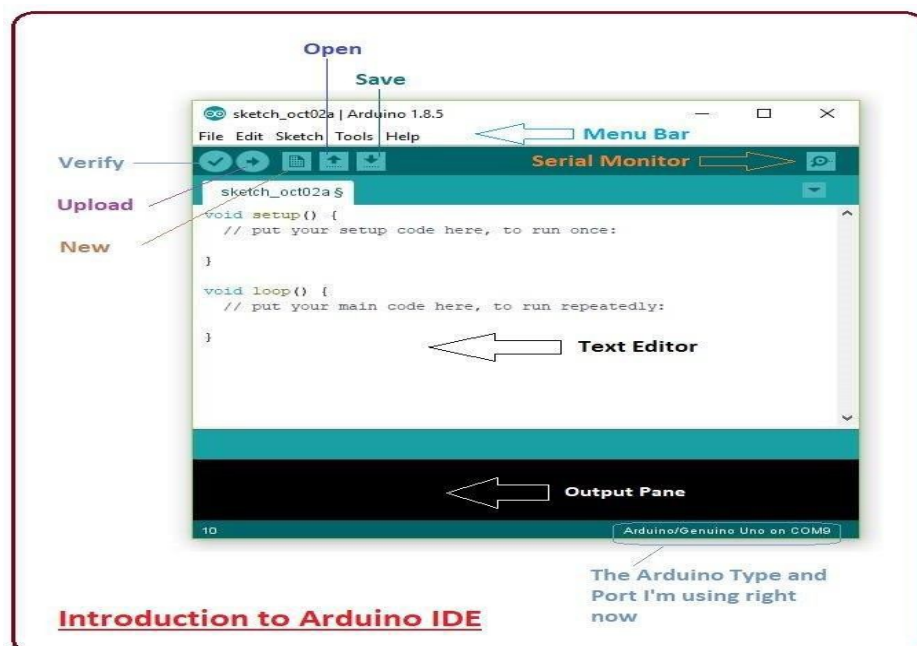 Open
Save
sketch_oct02a | Arduino 1.8.5
File Edit Sketch Tools Help
Menu Bar
Verify
Serial Monitor
sketch_oct02a §
Upload
void setup() {
// put your setup code here, to run once:
New
}
void loop() {
// put your main code here, to run repeatedly:
}
Text Editor
Output Pane
10
Arduino/Genuino Uno on COM9
The Arduino Type and
Port I'm using right
now
Introduction to Arduino IDE